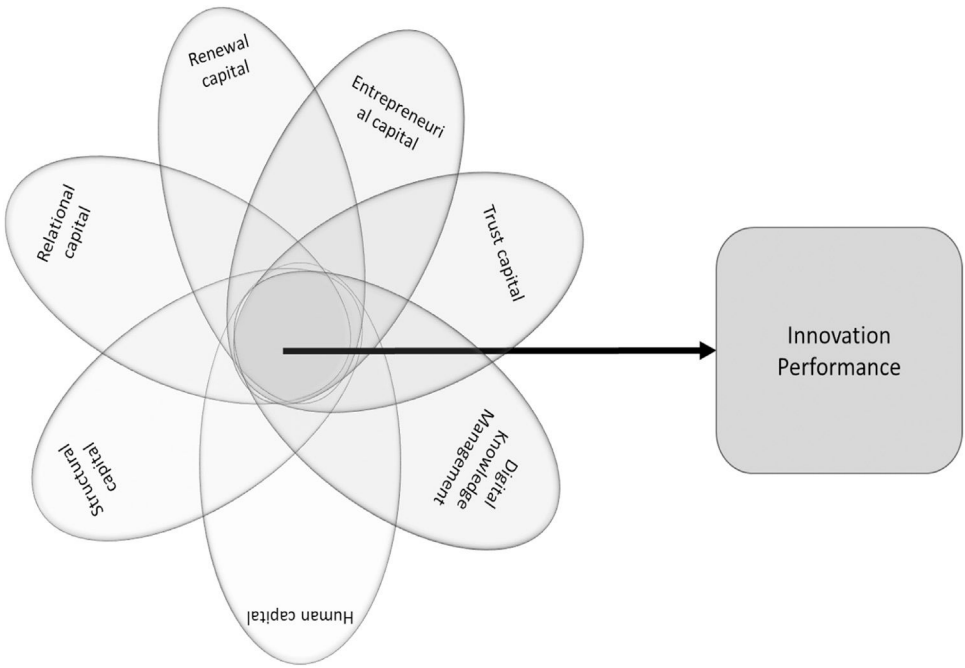 Renewal
capital
Entrepreneuri
al capital
Trust capital
Digital
Knowledge
Management
Human capital
Structural
capital
Relational
capital
Innovation
Performance